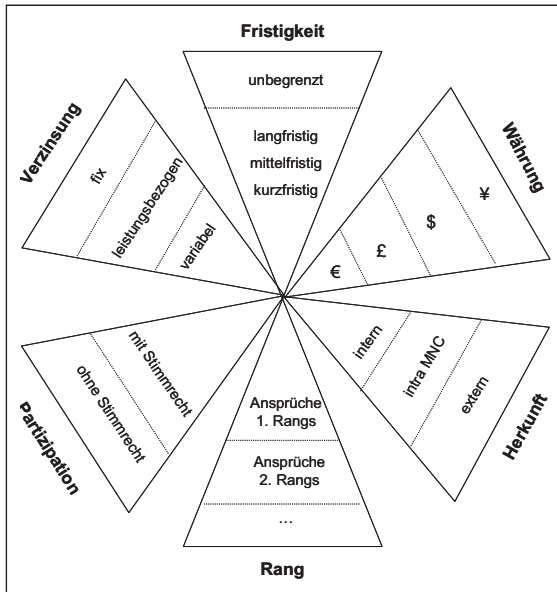 Fristigkeit
unbegrenzt
langfristig
mittelfristig
kurzfristig
Währung
€
£
$
¥
Herkunft
intern
intra MNC
extern
Rang
Ansprüche
1. Rangs
Ansprüche
2. Rangs
...
Partizipation
mit Stimmrecht
ohne Stimmrecht
Verzinsung
fix
leistungsbezogen
variabel